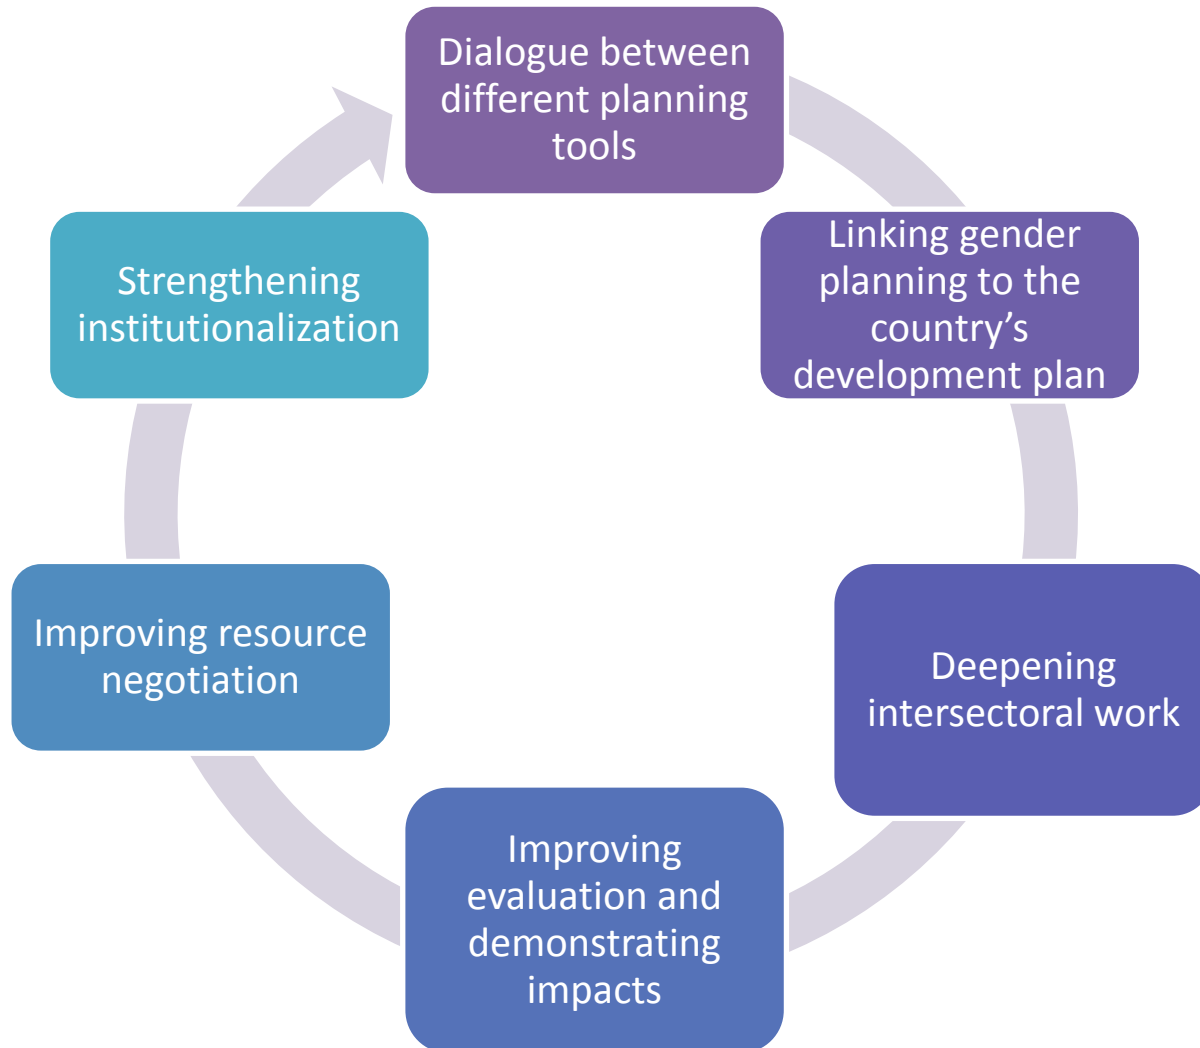 Dialogue between
different planning
tools
Linking gender
planning to the
country’s
development plan
Deepening
intersectoral work
Improving
evaluation and
demonstrating
impacts
Improving resource
negotiation
Strengthening
institutionalization